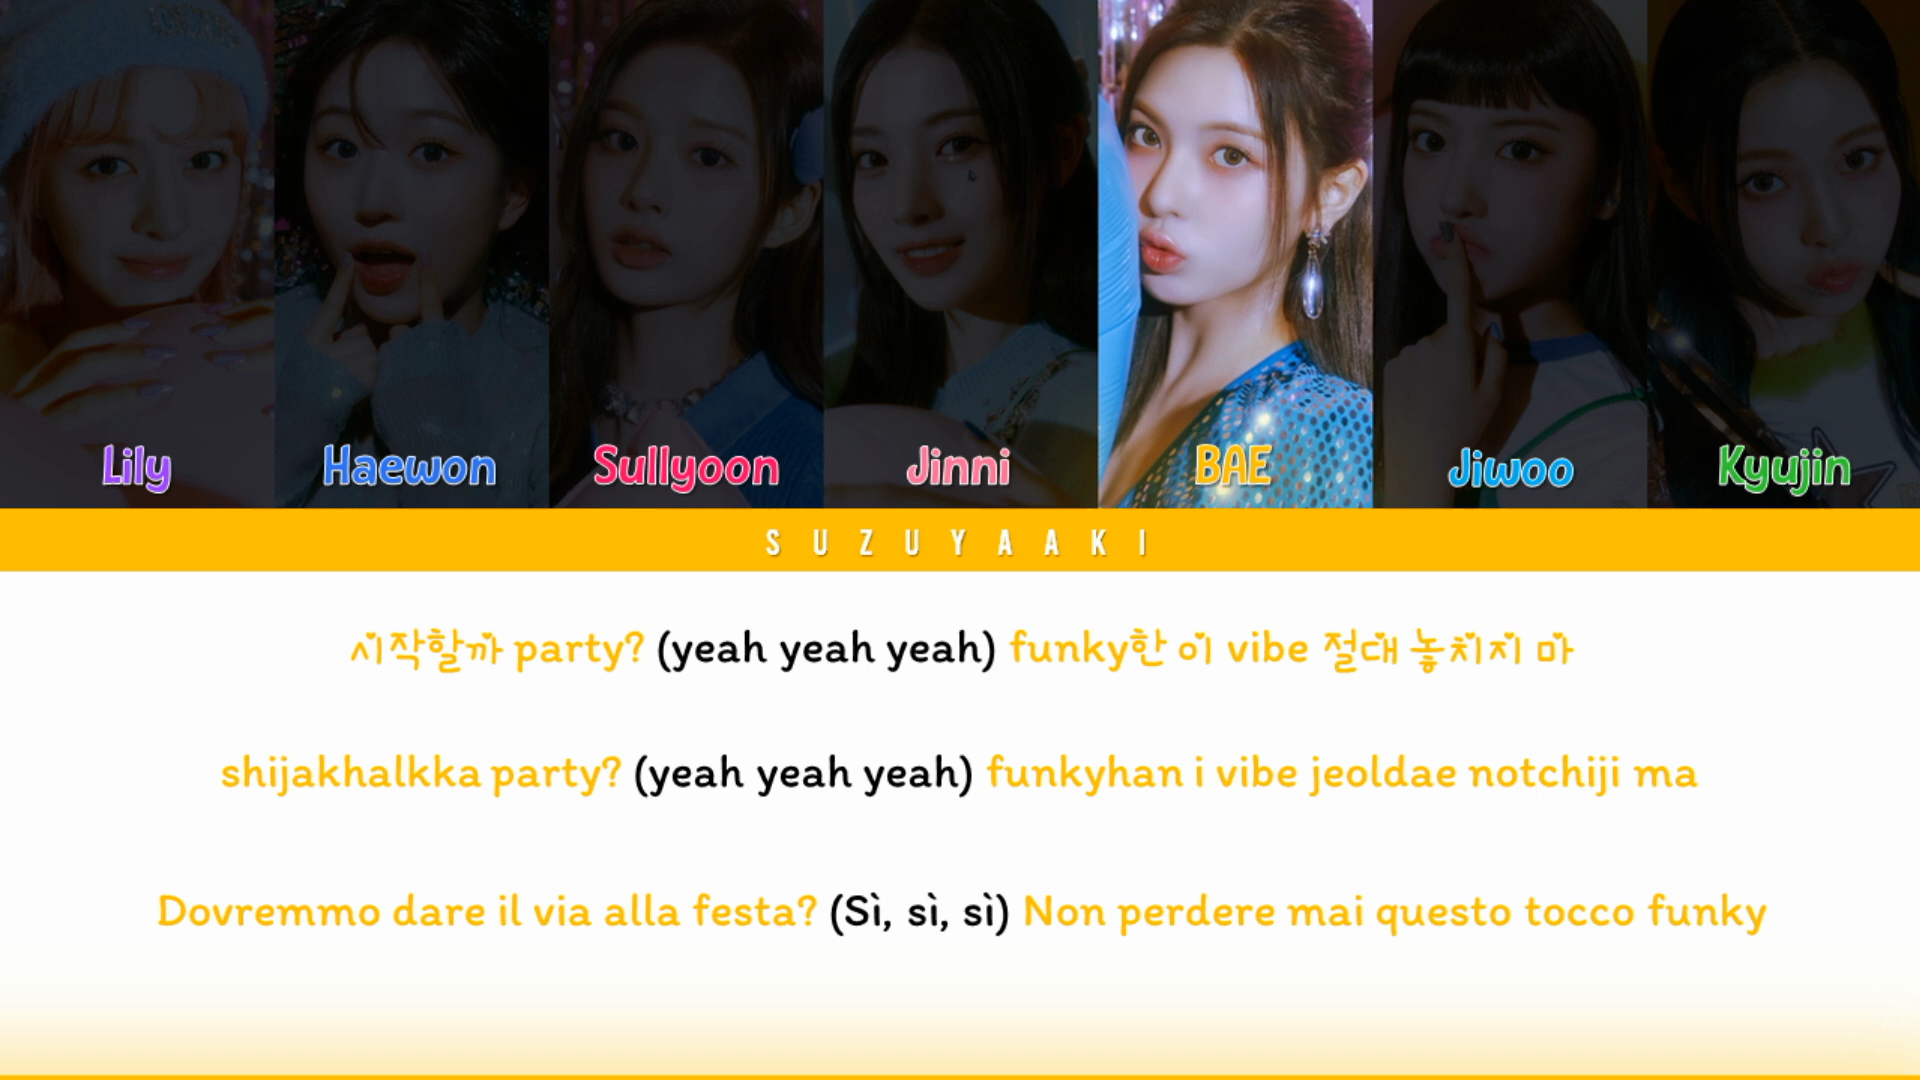 Lily Haewon Sullyoon Jinni BAE Jiwoo Kyujin
SUZUYAAKI
시작할까 party? (yeah yeah yeah) funky한 이 vibe 절대 놓치지 마
shijakhalkka party? (yeah yeah yeah) funkyhan i vibe jeoldae notchiji ma
Dovremmo dare il via alla festa? (Sì, sì, sì) Non perdere mai questo tocco funky